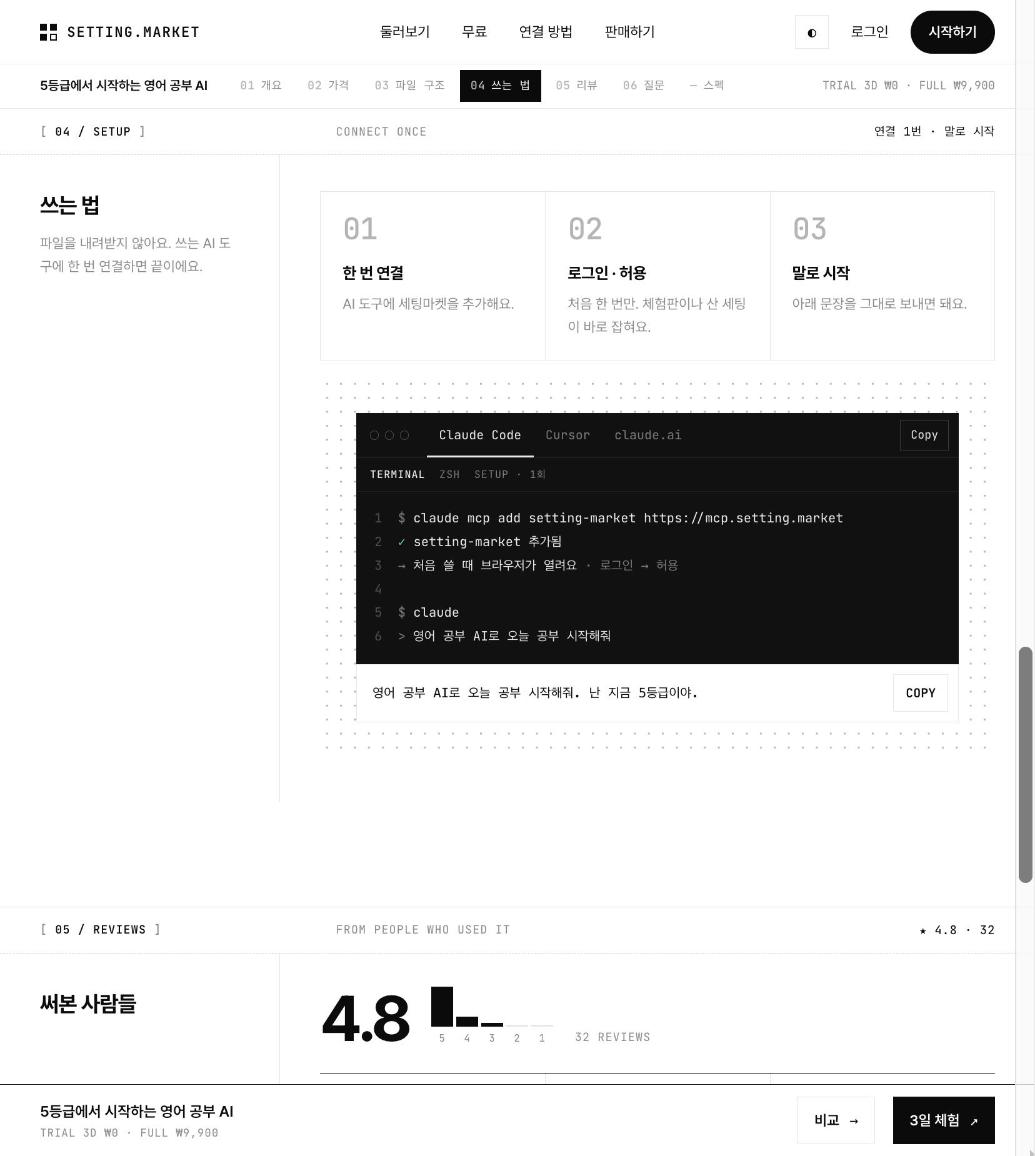 SETTING.MARKET
둘러보기 무료 연결 방법 판매하기
로그인 시작하기
5등급에서 시작하는 영어 공부 AI 01 개요 02 가격 03 파일 구조 04 쓰는 법 05 리뷰 06 질문 — 스펙 TRIAL 3D ₩0 · FULL ₩9,900
[ 04 / SETUP ] CONNECT ONCE 연결 1번 · 말로 시작
쓰는 법
파일을 내려받지 않아요. 쓰는 AI 도
구에 한 번 연결하면 끝이에요.
01
한 번 연결
AI 도구에 세팅마켓을 추가해요.
02
로그인 · 허용
처음 한 번만. 체험판이나 산 세팅
이 바로 잡혀요.
03
말로 시작
아래 문장을 그대로 보내면 돼요.
Claude Code Cursor claude.ai Copy
TERMINAL ZSH SETUP · 1회
1 $ claude mcp add setting-market https://mcp.setting.market
2 ✓ setting-market 추가됨
3 → 처음 쓸 때 브라우저가 열려요 · 로그인 → 허용
4
5 $ claude
6 > 영어 공부 AI로 오늘 공부 시작해줘
영어 공부 AI로 오늘 공부 시작해줘. 난 지금 5등급이야. COPY
[ 05 / REVIEWS ] FROM PEOPLE WHO USED IT ★ 4.8 · 32
써본 사람들
4.8
5 4 3 2 1
32 REVIEWS
5등급에서 시작하는 영어 공부 AI
TRIAL 3D ₩0 · FULL ₩9,900
비교 → 3일 체험 ↗